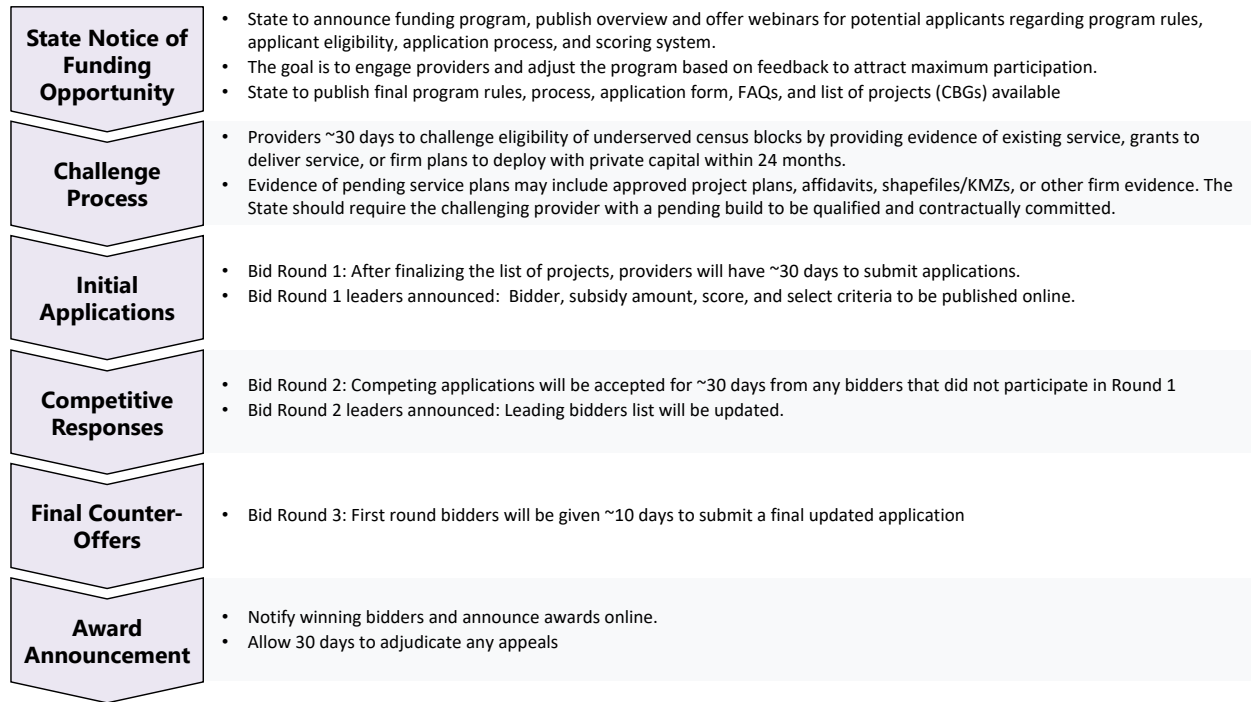 State Notice of
Funding
Opportunity
• State to announce funding program, publish overview and offer webinars for potential applicants regarding program rules,
applicant eligibility, application process, and scoring system.
• The goal is to engage providers and adjust the program based on feedback to attract maximum participation.
• State to publish final program rules, process, application form, FAQs, and list of projects (CBGs) available
Challenge
Process
• Providers ~30 days to challenge eligibility of underserved census blocks by providing evidence of existing service, grants to
deliver service, or firm plans to deploy with private capital within 24 months.
• Evidence of pending service plans may include approved project plans, affidavits, shapefiles/KMZs, or other firm evidence. The
State should require the challenging provider with a pending build to be qualified and contractually committed.
Initial
Applications
• Bid Round 1: After finalizing the list of projects, providers will have ~30 days to submit applications.
• Bid Round 1 leaders announced: Bidder, subsidy amount, score, and select criteria to be published online.
Competitive
Responses
• Bid Round 2: Competing applications will be accepted for ~30 days from any bidders that did not participate in Round 1
• Bid Round 2 leaders announced: Leading bidders list will be updated.
Final Counter-
Offers
• Bid Round 3: First round bidders will be given ~10 days to submit a final updated application
Award
Announcement
• Notify winning bidders and announce awards online.
• Allow 30 days to adjudicate any appeals